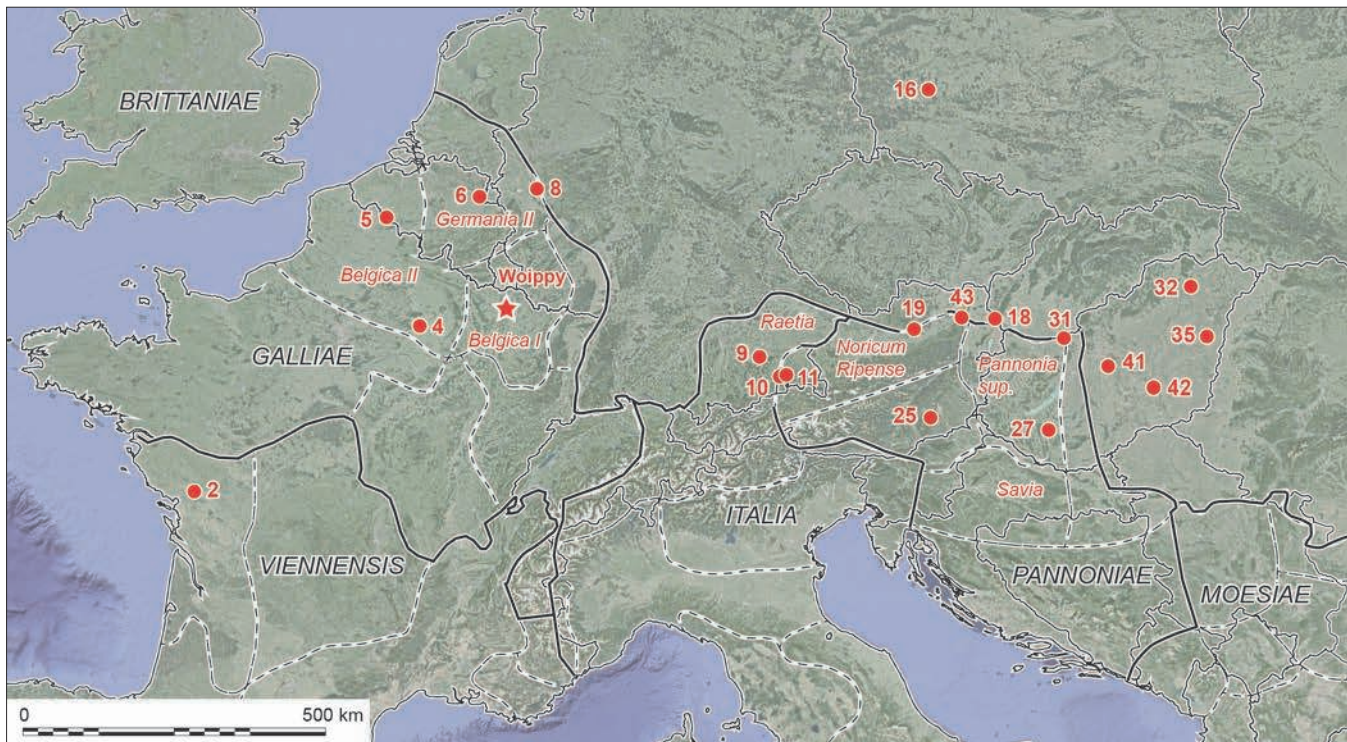 BRITTANIAE
16
6
8
5
Germania II
Woippy
Belgica II
32
43
19
18
31
Raetia
4
Belgica I
35
Noricum
Ripense
GALLIAE
9
Pannonia
sup.
41
10
11
42
25
27
2
Savia
ITALIA
VIENNENSIS
PANNONIAE
MOESIAE
0
500 km